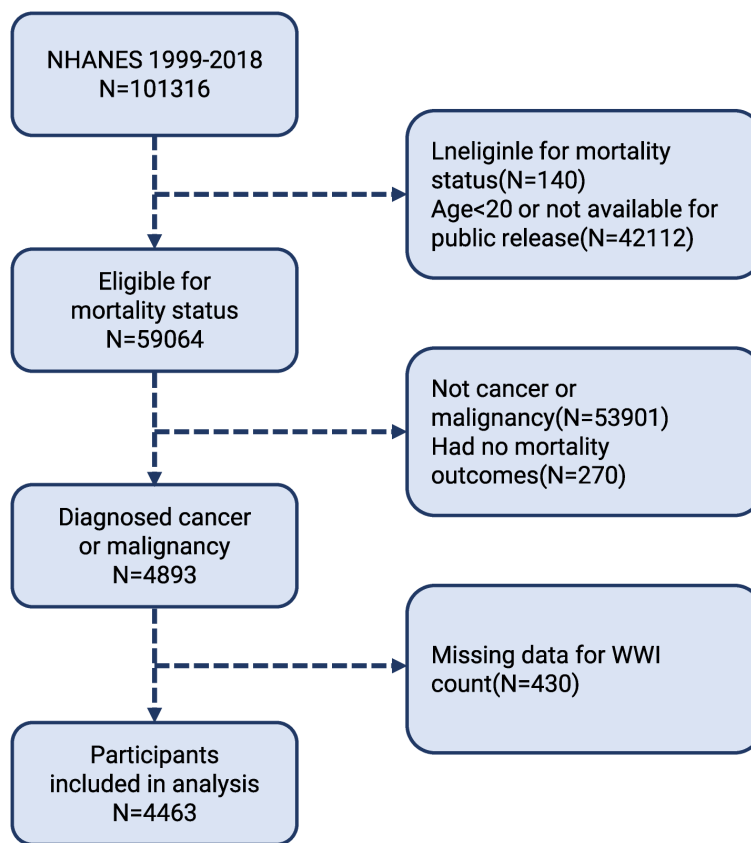 NHANES 1999-2018
N=101316
Lneliginle for mortality
status(N=140)
Age<20 or not available for
public release(N=42112)
Eligible for
mortality status
N=59064
Not cancer or
malignancy(N=53901)
Had no mortality
outcomes(N=270)
Diagnosed cancer
or malignancy
N=4893
Missing data for WWI
count(N=430)
Participants
included in analysis
N=4463